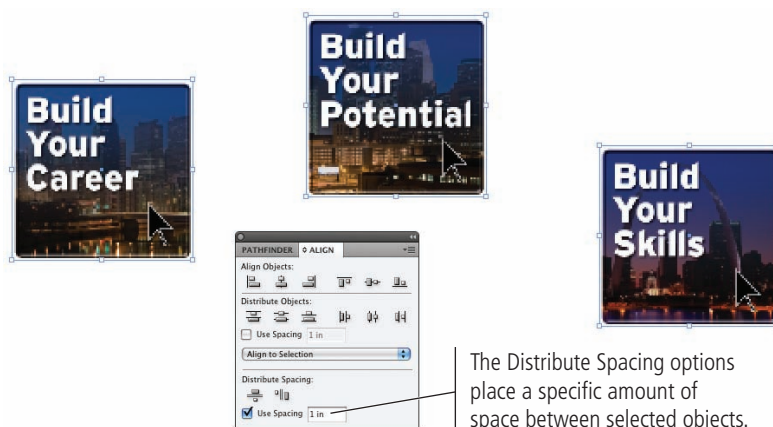 Build
Your
Career
Build
Your
Potential
Build
Your
Skills
PATHFINDER ALIGN
Align Objects:
Distribute Objects:
Use Spacing 1 in
Align to Selection
Distribute Spacing:
Use Spacing 1 in
The Distribute Spacing options
place a specific amount of
space between selected objects.